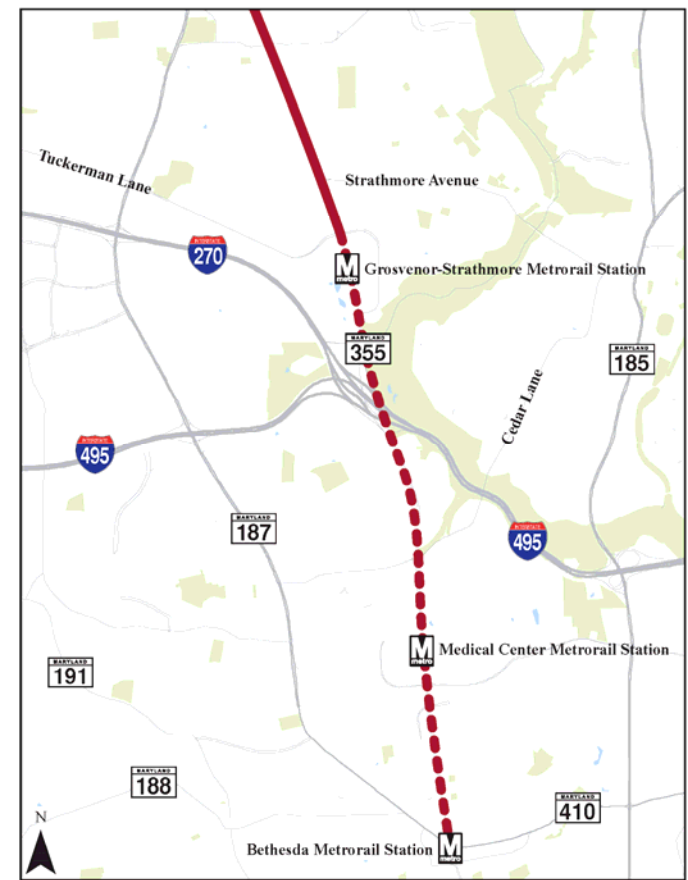 Tuckerman Lane
Strathmore Avenue
INTERSTATE
270
M
metro
Grosvenor-Strathmore Metrorail Station
MARYLAND
355
MARYLAND
185
Cedar Lane
INTERSTATE
495
MARYLAND
187
INTERSTATE
495
M
metro
Medical Center Metrorail Station
MARYLAND
191
MARYLAND
188
MARYLAND
410
N
Bethesda Metrorail Station
M
metro